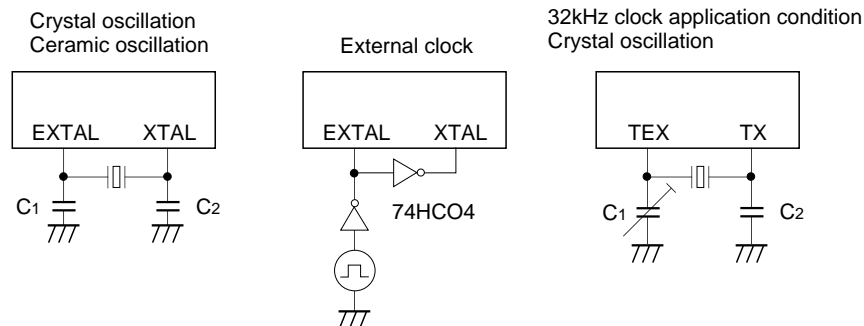 Crystal oscillation
Ceramic oscillation
EXTAL XTAL
C1 C2
External clock
EXTAL XTAL
74HCO4
32kHz clock application condition
Crystal oscillation
TEX TX
C1 C2